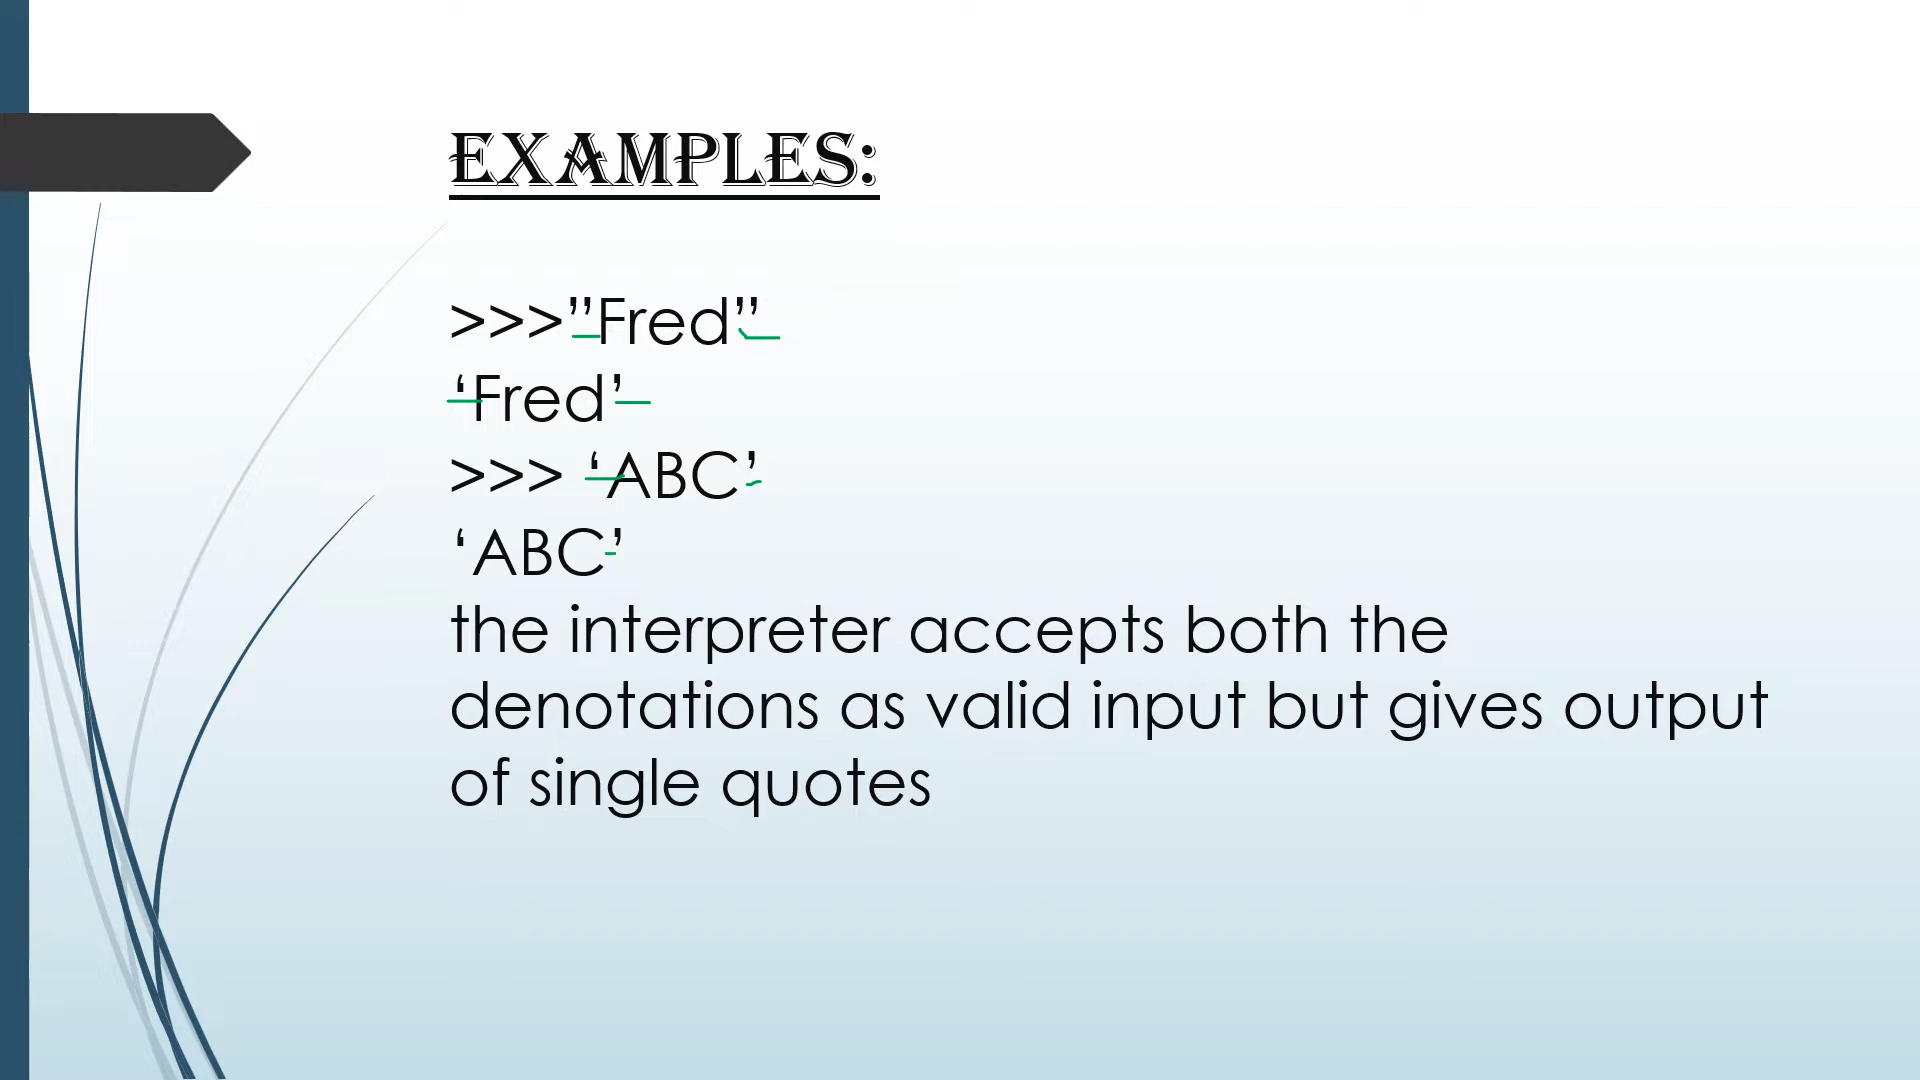 EXAMPLES:
>>>”Fred”
‘Fred’
>>> ‘ABC’
‘ABC’
the interpreter accepts both the
denotations as valid input but gives output
of single quotes